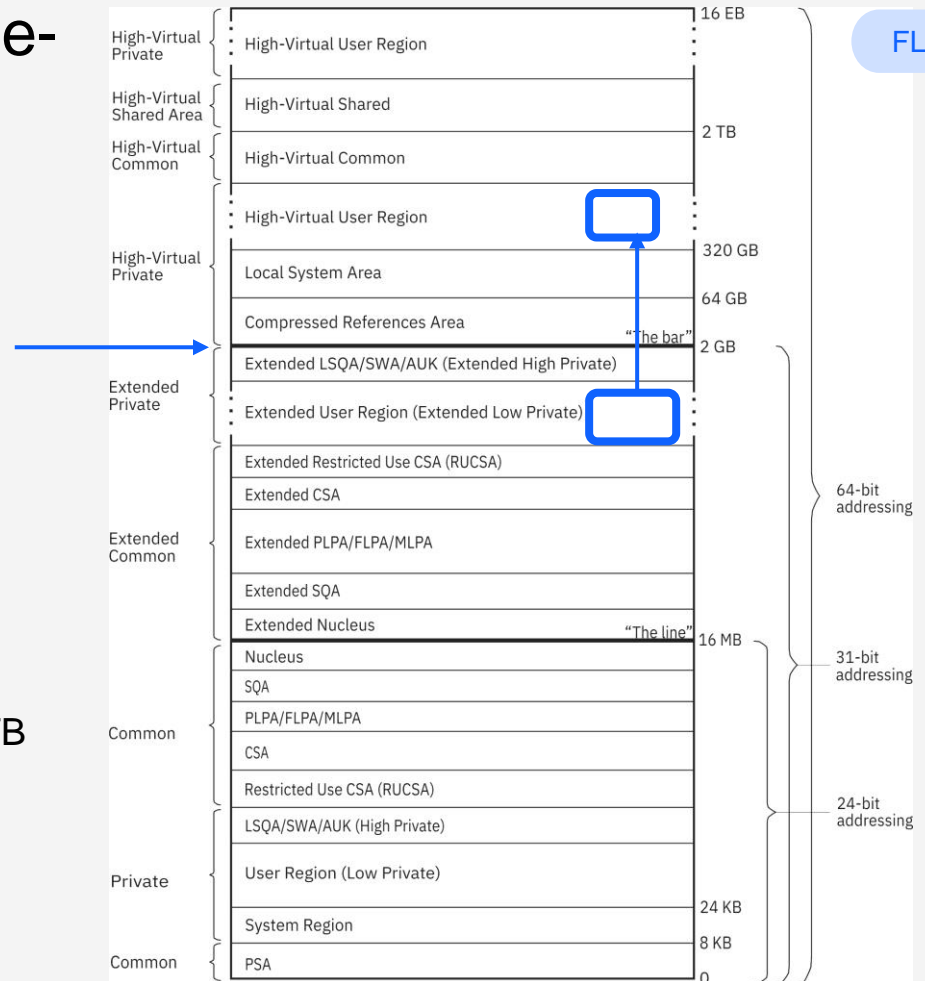 e-
FL
16 EB
High-Virtual
Private
High-Virtual User Region
High-Virtual
Shared Area
High-Virtual Shared
2 TB
High-Virtual
Common
High-Virtual Common
High-Virtual
Private
High-Virtual User Region
320 GB
Local System Area
64 GB
Compressed References Area
“The bar”
2 GB
Extended
Private
Extended LSQA/SWA/AUK (Extended High Private)
Extended User Region (Extended Low Private)
Extended Restricted Use CSA (RUCSA)
Extended CSA
64-bit
addressing
Extended
Common
Extended PLPA/FLPA/MLPA
Extended SQA
Extended Nucleus
“The line”
16 MB
Nucleus
31-bit
addressing
SQA
PLPA/FLPA/MLPA
TB
Common
CSA
Restricted Use CSA (RUCSA)
24-bit
addressing
LSQA/SWA/AUK (High Private)
Private
User Region (Low Private)
24 KB
System Region
8 KB
Common
PSA
0